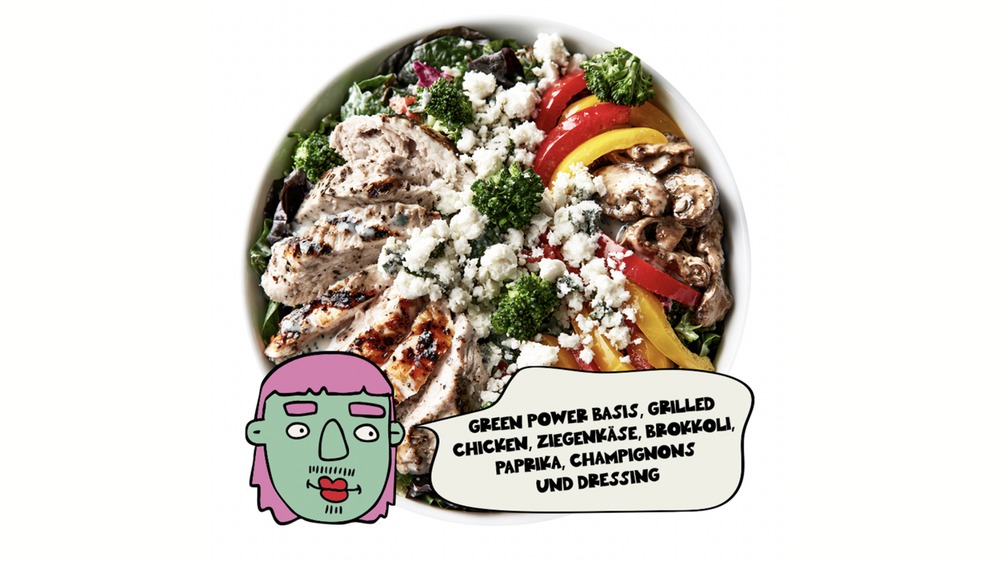 GREEN POWER BASIS, GRILLED
CHICKEN, ZIEGENKÄSE, BROKKOLI,
PAPRIKA, CHAMPIGNONS
UND DRESSING